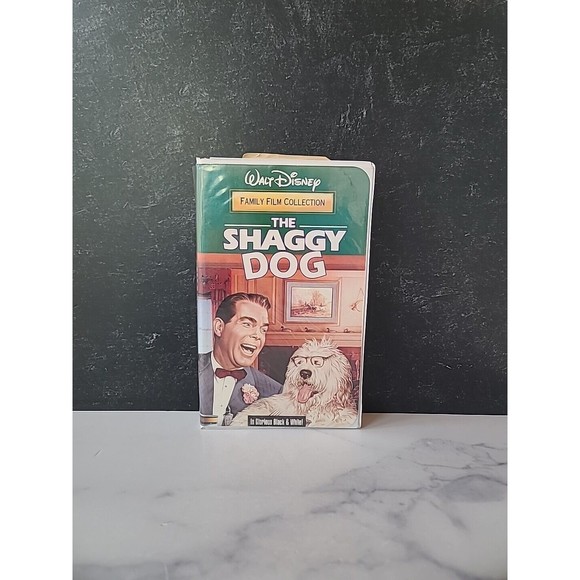 Walt Disney
Family Film Collection
THE
SHAGGY
DOG
In Glorious Black & White!